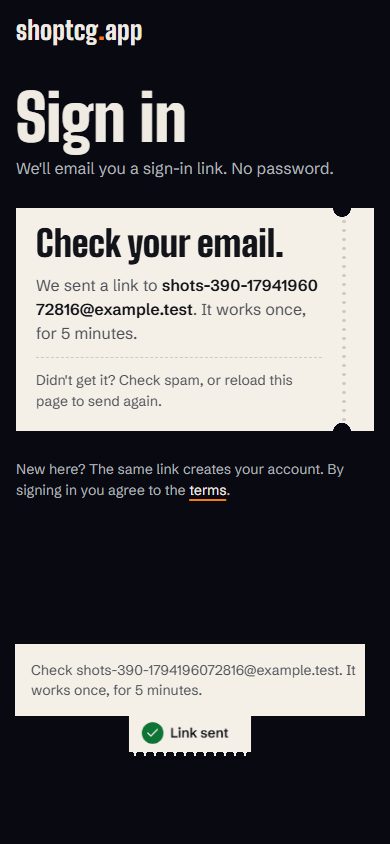 shoptcg.app
Sign in
We'll email you a sign-in link. No password.
Check your email.
We sent a link to shots-390-17941960
72816@example.test. It works once,
for 5 minutes.
Didn't get it? Check spam, or reload this
page to send again.
New here? The same link creates your account. By
signing in you agree to the terms.
Check shots-390-1794196072816@example.test. It
works once, for 5 minutes.
Link sent